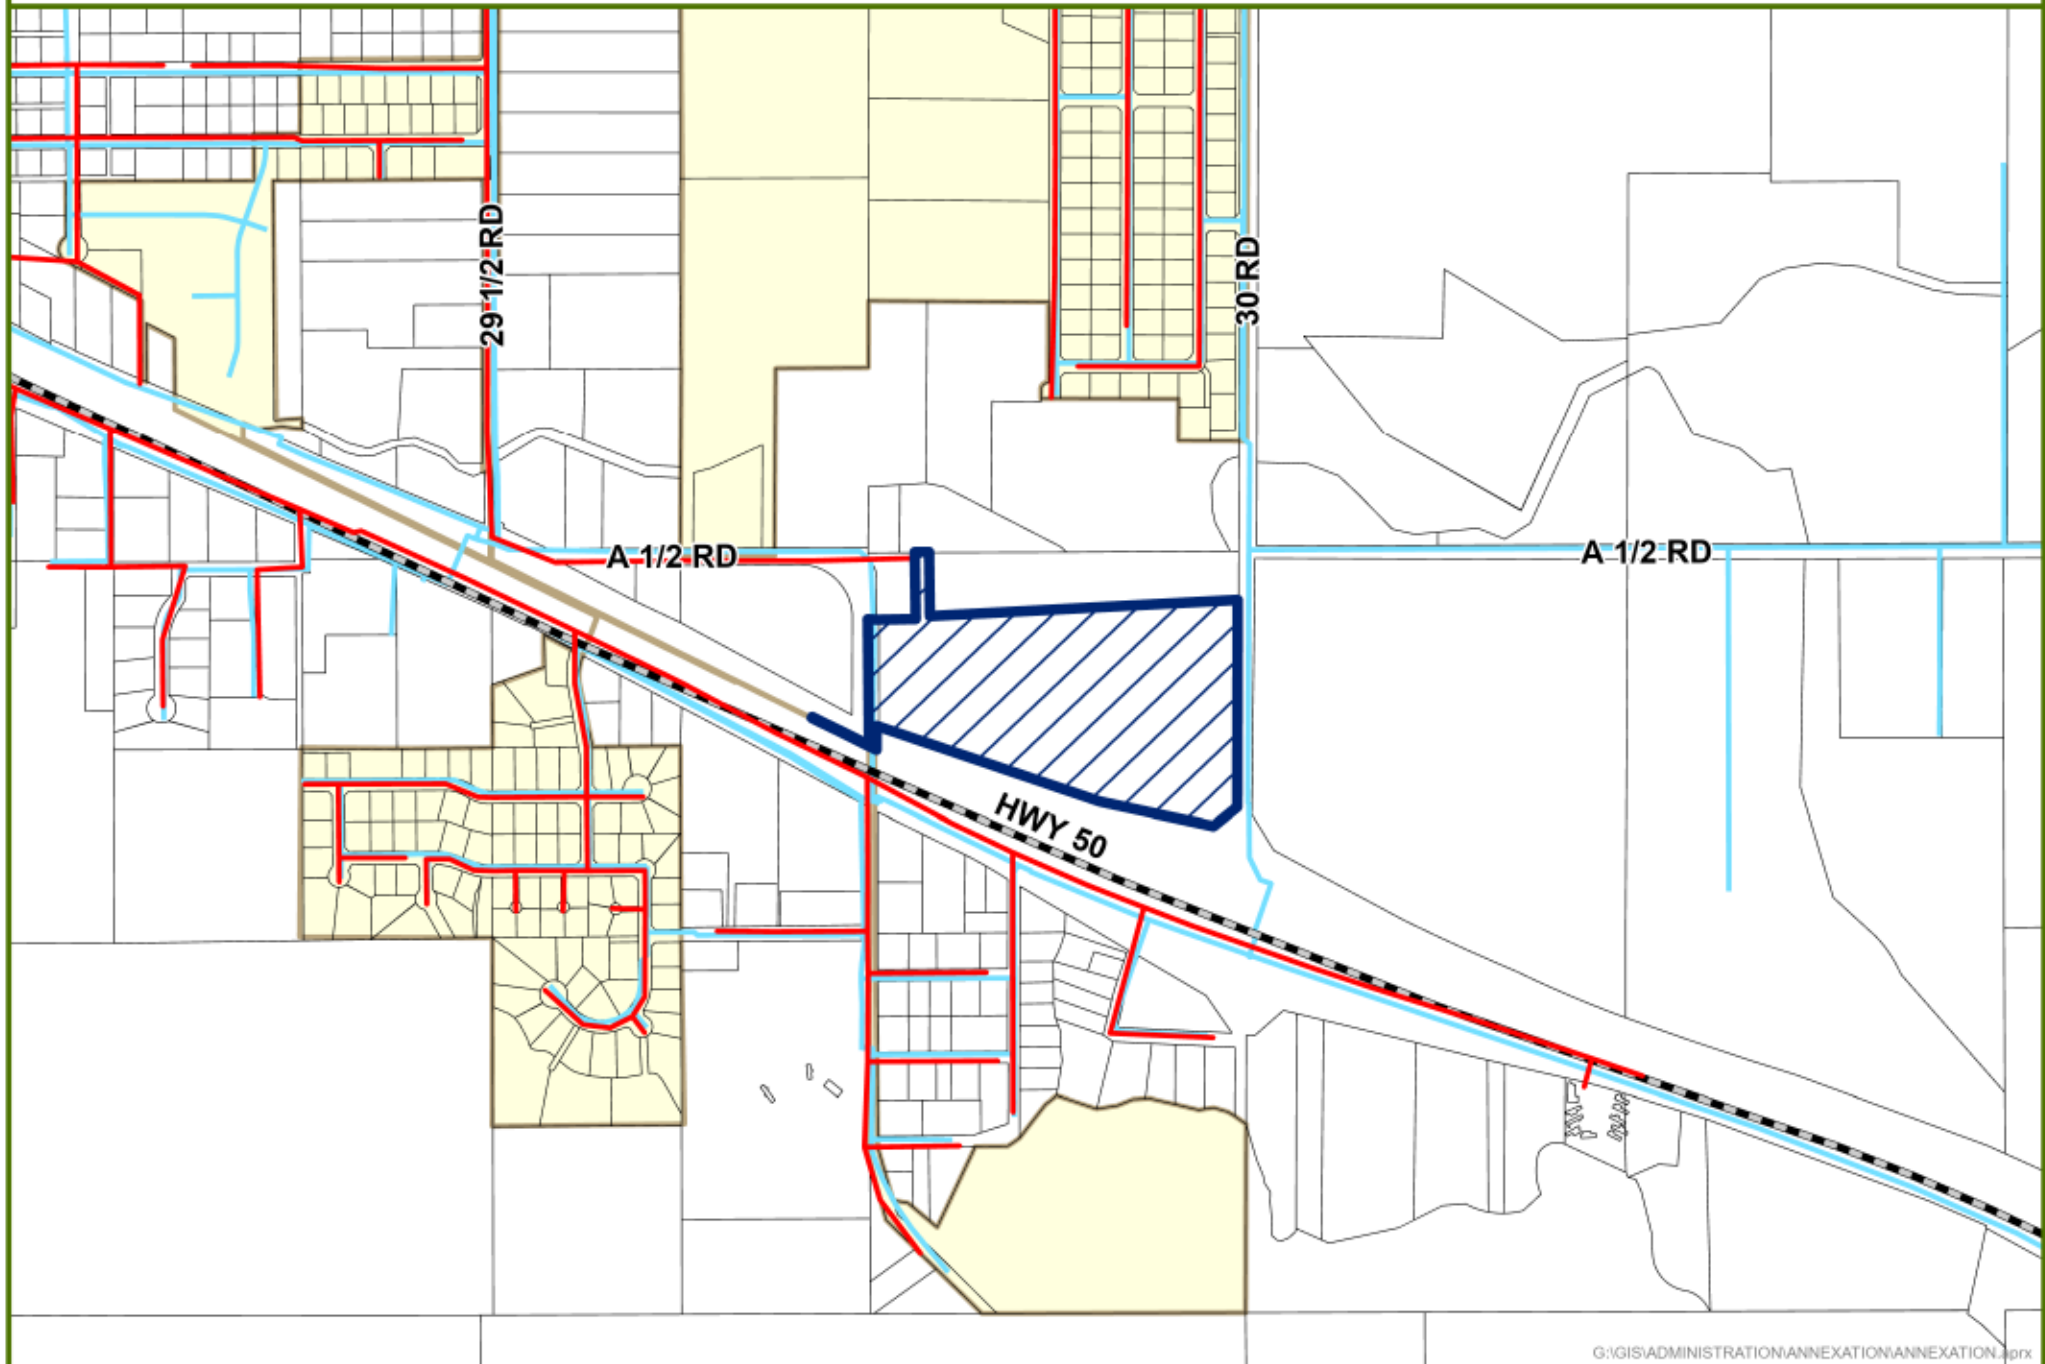 29 1/2 RD
30 RD
A 1/2 RD
A 1/2 RD
HWY 50
G:\GIS\ADMINISTRATION\ANNEXATION\ANNEXATION.aprx